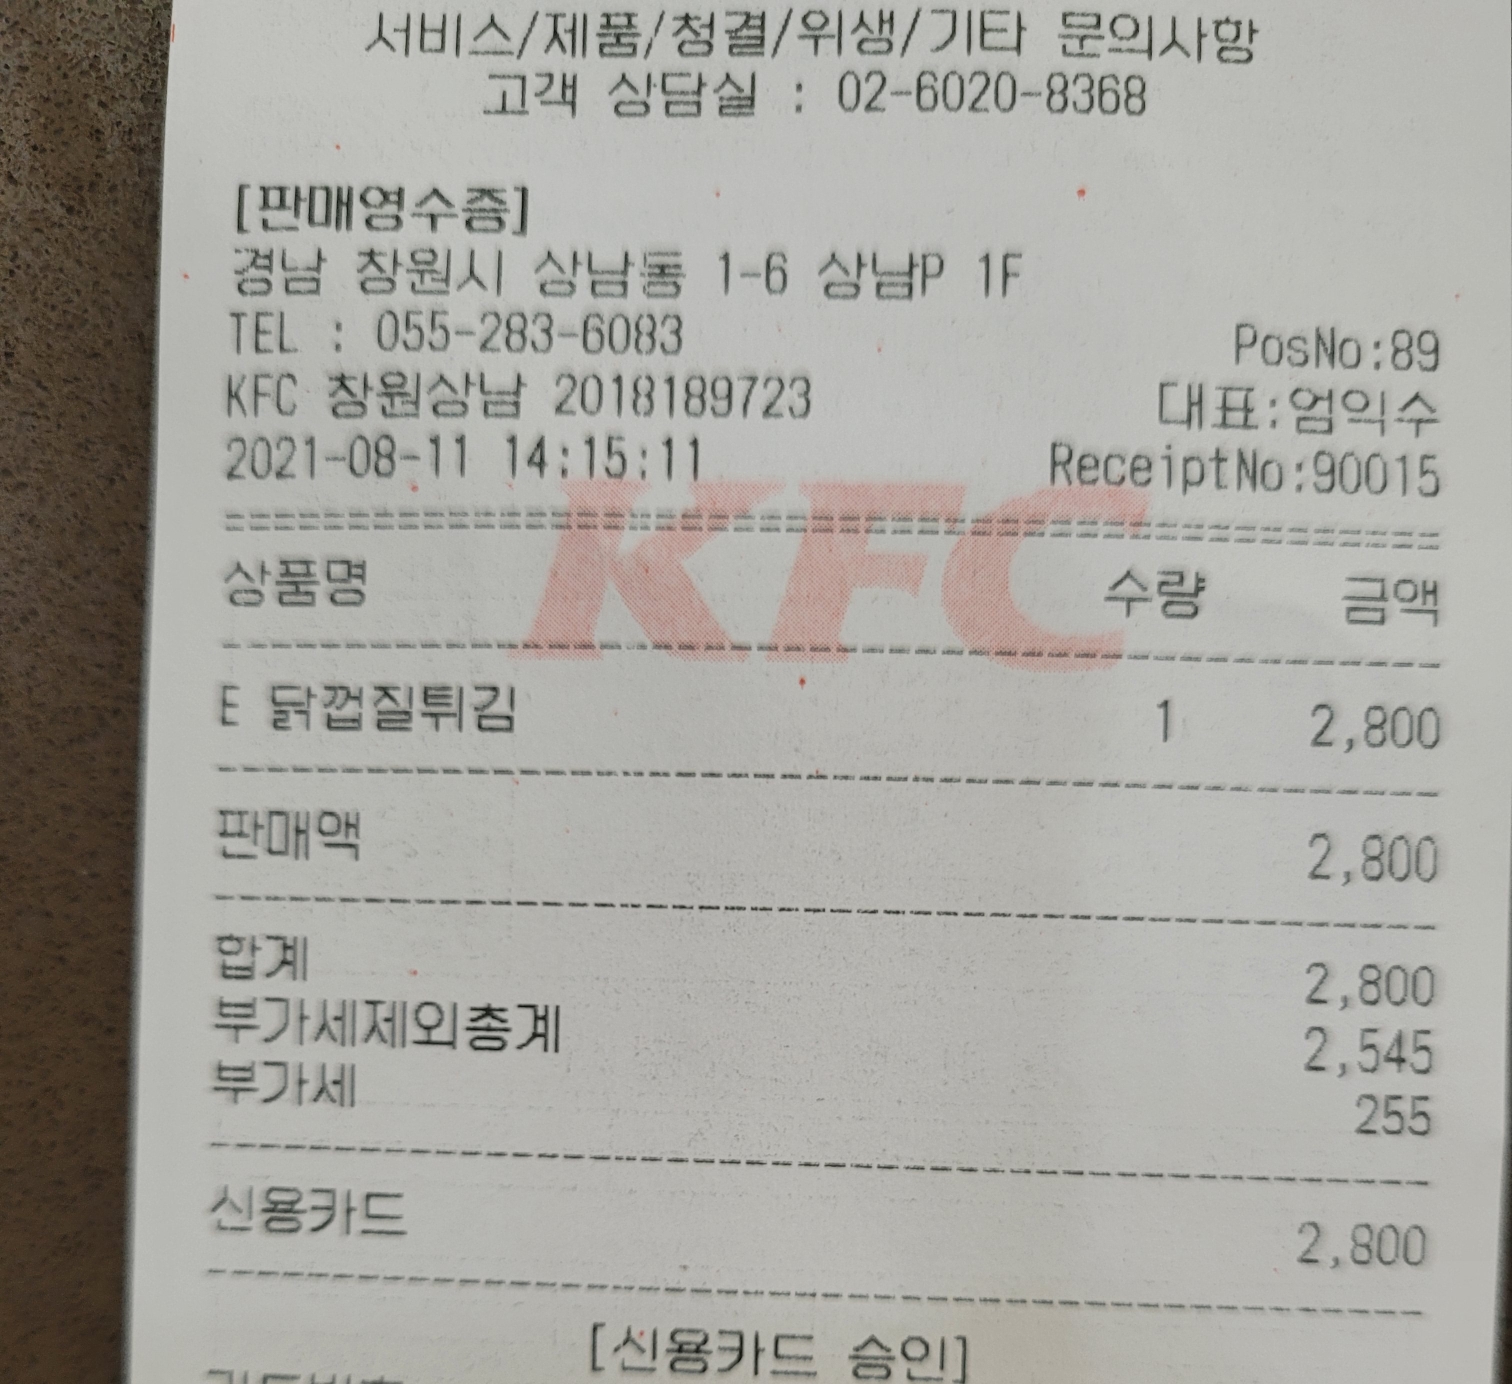 서비스/제품/청결/위생/기타 문의사항
고객 상담실 : 02-6020-8368
[판매영수증]
경남 창원시 상남동 1-6 상남P 1F
TEL : 055-283-6083 PosNo:89
KFC 창원상남 2018189723 대표:엄익수
2021-08-11 14:15:11 ReceiptNo:90015
KFC
상품명 수량 금액
E 닭껍질튀김 1 2,800
판매액 2,800
합계 2,800
부가세제외총계 2,545
부가세 255
신용카드 2,800
[신용카드 승인]